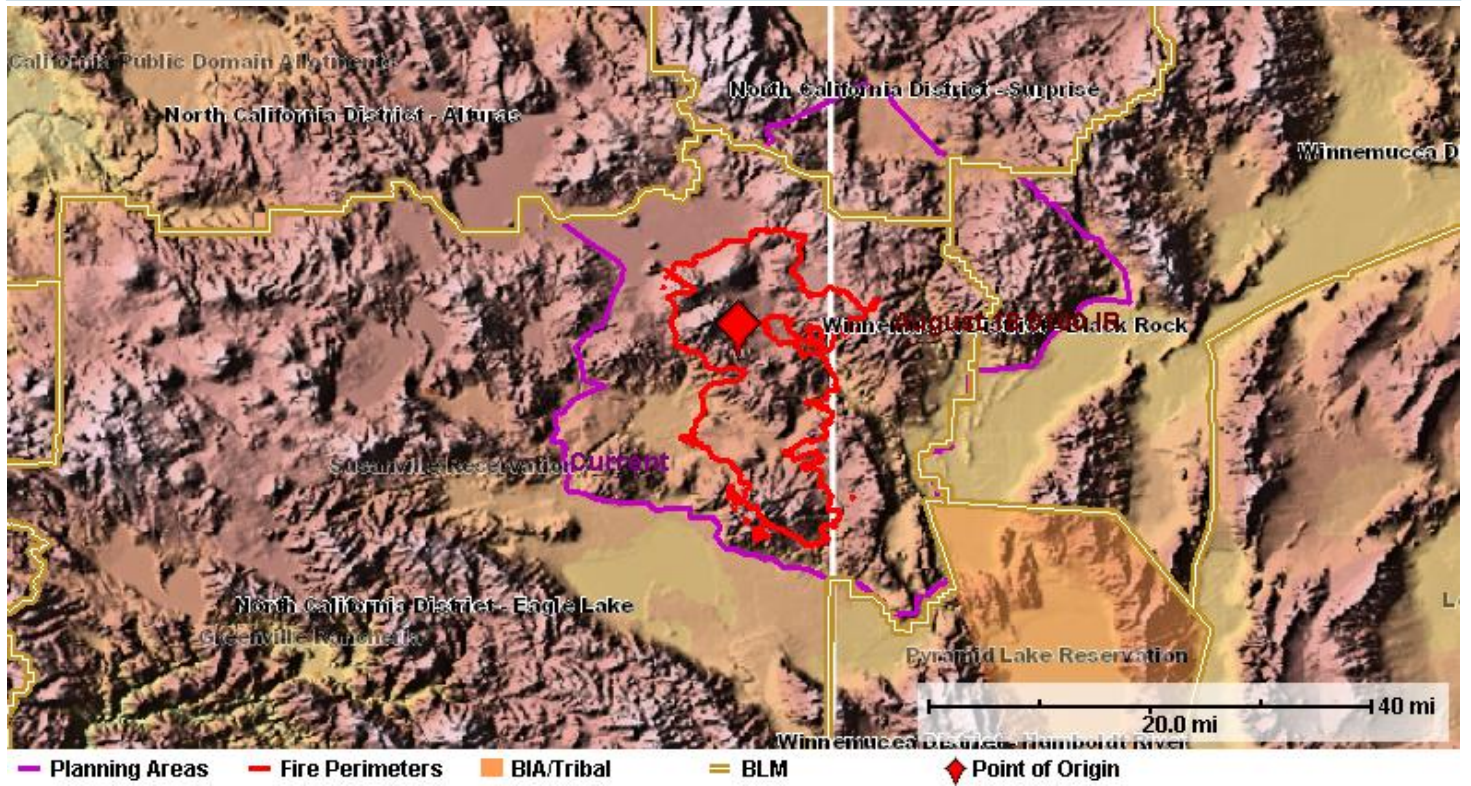 California Public Domain Allotments
North California District - Surprise
North California District - Alturas
Winnemucca D
Winnemucca District - Black Rock
Current
Susanville Reservation
North California District - Eagle Lake
Greenville Rancheria
Pyramid Lake Reservation
40 mi
20.0 mi
Winnemucca District - Humboldt River
Planning Areas
Fire Perimeters
BIA/Tribal
BLM
Point of Origin